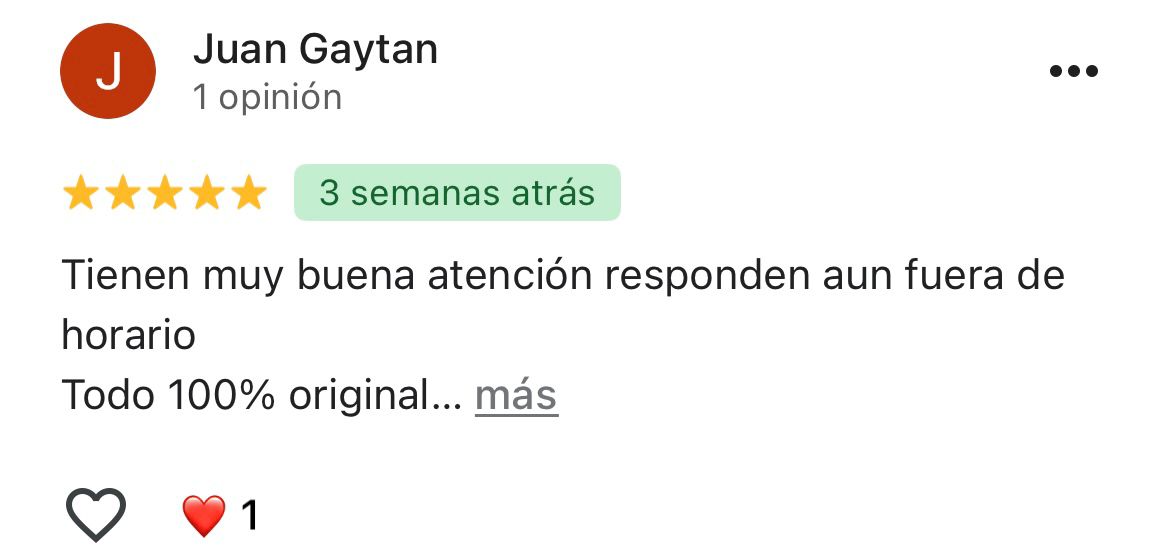 J
Juan Gaytan
1 opinión
3 semanas atrás
Tienen muy buena atención responden aun fuera de
horario
Todo 100% original... más
1